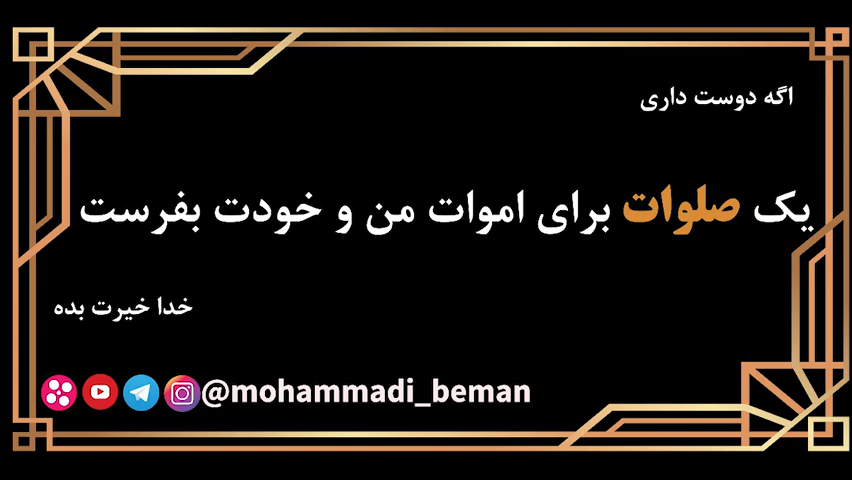 اگه دوست داری
یک صلوات برای اموات من و خودت بفرست
خدا خیرت بده
@mohammadi_beman